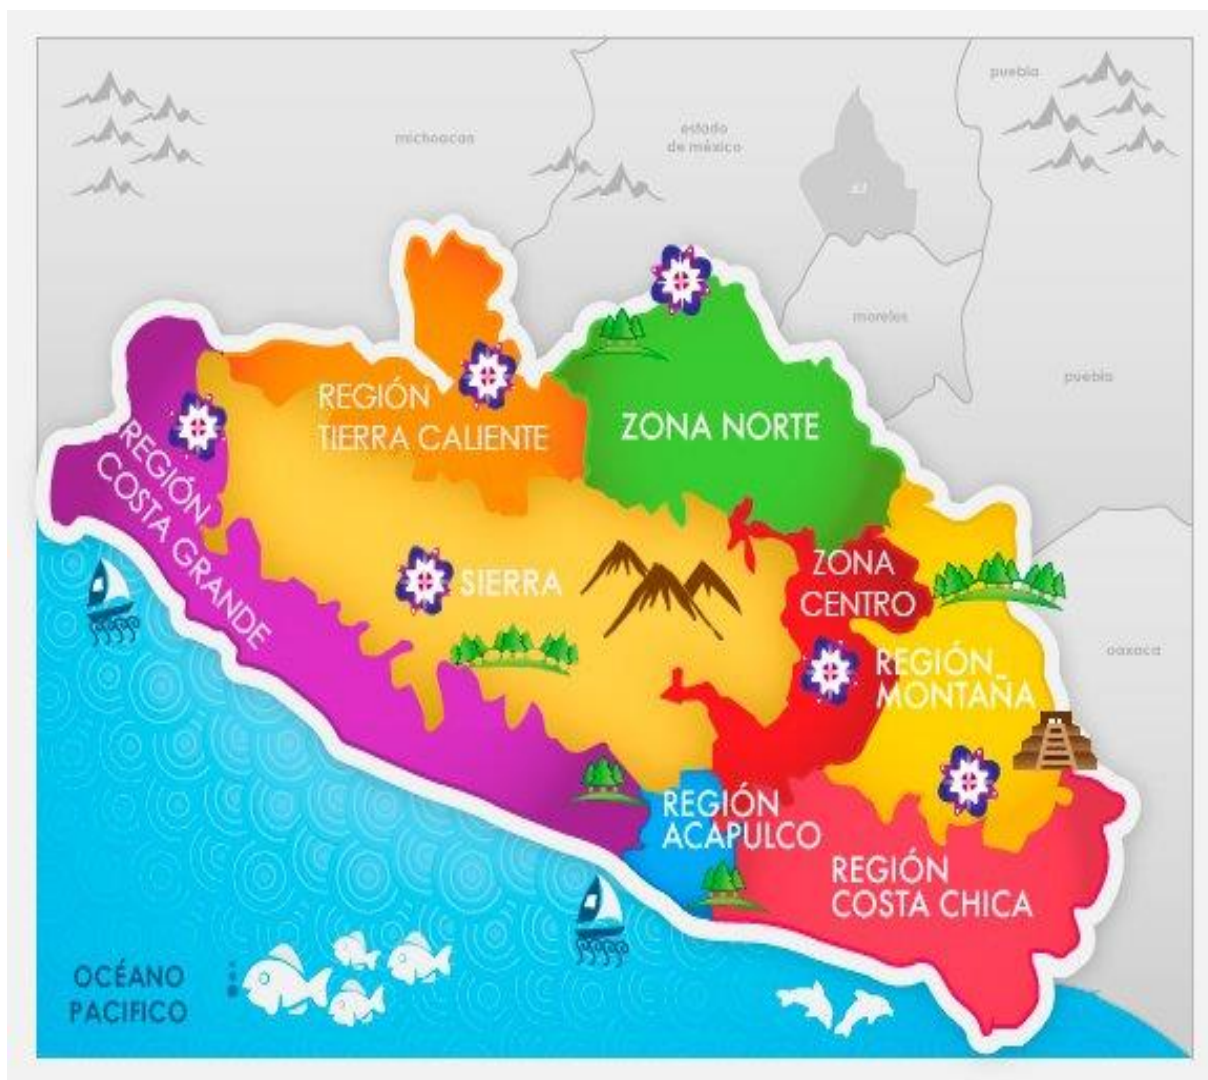 puebla
michoacan
estado
de méxico
d.f
morelos
puebla
REGIÓN
TIERRA CALIENTE
ZONA NORTE
REGIÓN
COSTA GRANDE
SIERRA
ZONA
CENTRO
REGIÓN
MONTAÑA
oaxaca
REGIÓN
ACAPULCO
REGIÓN
COSTA CHICA
OCÉANO
PACIFICO